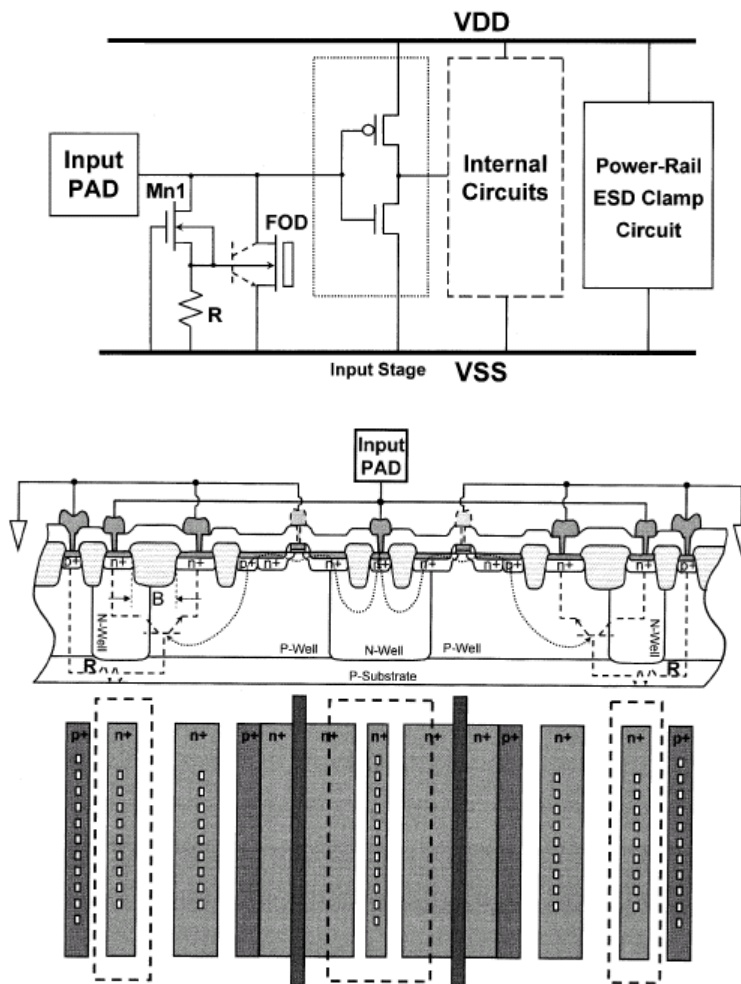 VDD
Input
PAD
Mn1
FOD
R
Internal
Circuits
Power-Rail
ESD Clamp
Circuit
Input Stage
VSS
Input
PAD
p+ n+ n+ p+ n+ n+ n+ n+ n+ p+ n+ n+ p+
B
N-Well
P-Well
N-Well
P-Well
N-Well
R
P-Substrate
R
p+ n+ n+ p+ n+ n+ n+ n+ n+ p+ n+ n+ p+